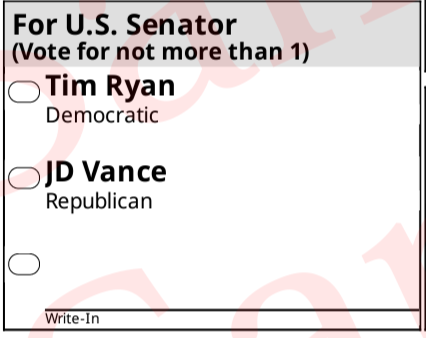 For U.S. Senator
(Vote for not more than 1)
Tim Ryan
Democratic
JD Vance
Republican
Write-In